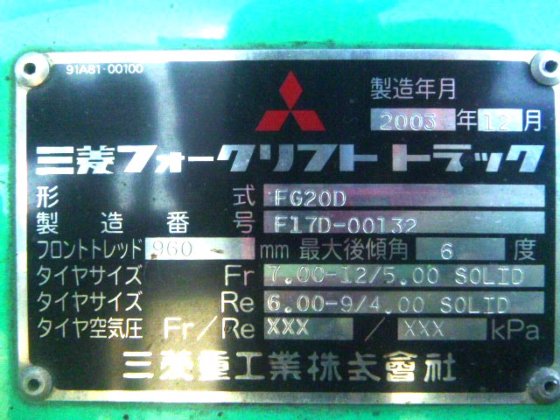 91A81-00100
製造年月
2003 年 12 月
三菱フォークリフト トラック
形 式 FG20D
製造番号 F17D-00132
フロントトレッド 960 mm 最大後傾角 6 度
タイヤサイズ Fr 7.00-12/5.00 SOLID
タイヤサイズ Re 6.00-9/4.00 SOLID
タイヤ空気圧 Fr/Re XXX / XXX kPa
三菱重工業株式會社